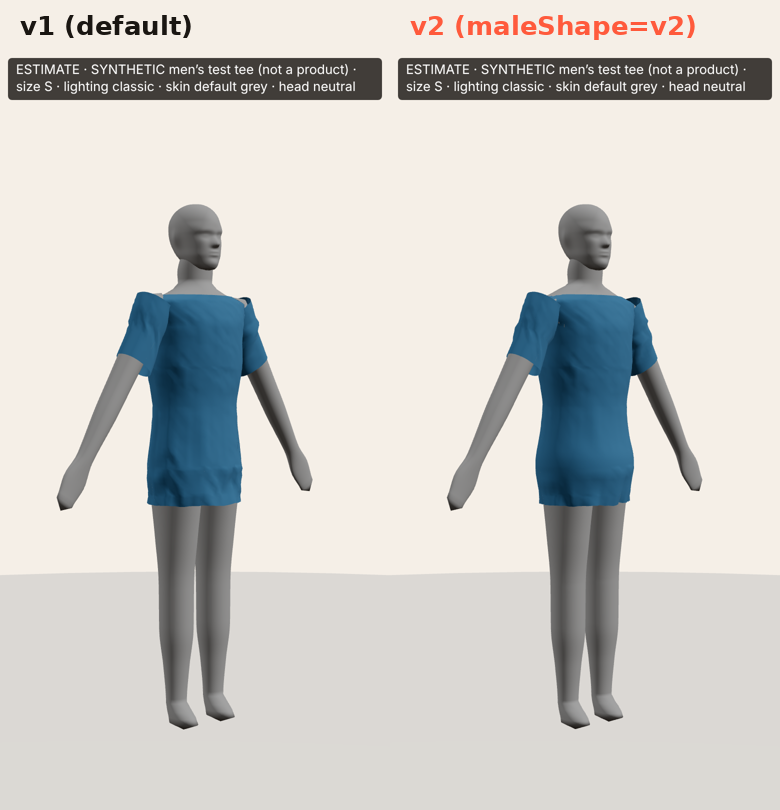 v1 (default)
ESTIMATE · SYNTHETIC men’s test tee (not a product) ·
size S · lighting classic · skin default grey · head neutral
v2 (maleShape=v2)
ESTIMATE · SYNTHETIC men’s test tee (not a product) ·
size S · lighting classic · skin default grey · head neutral